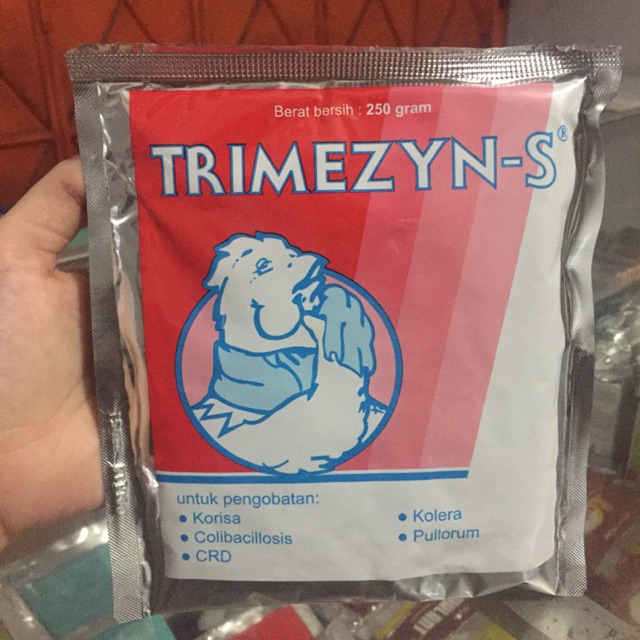 Berat bersih : 250 gram
TRIMEZYN-S®
untuk pengobatan:
• Korisa
• Colibacillosis
• CRD
• Kolera
• Pullorum